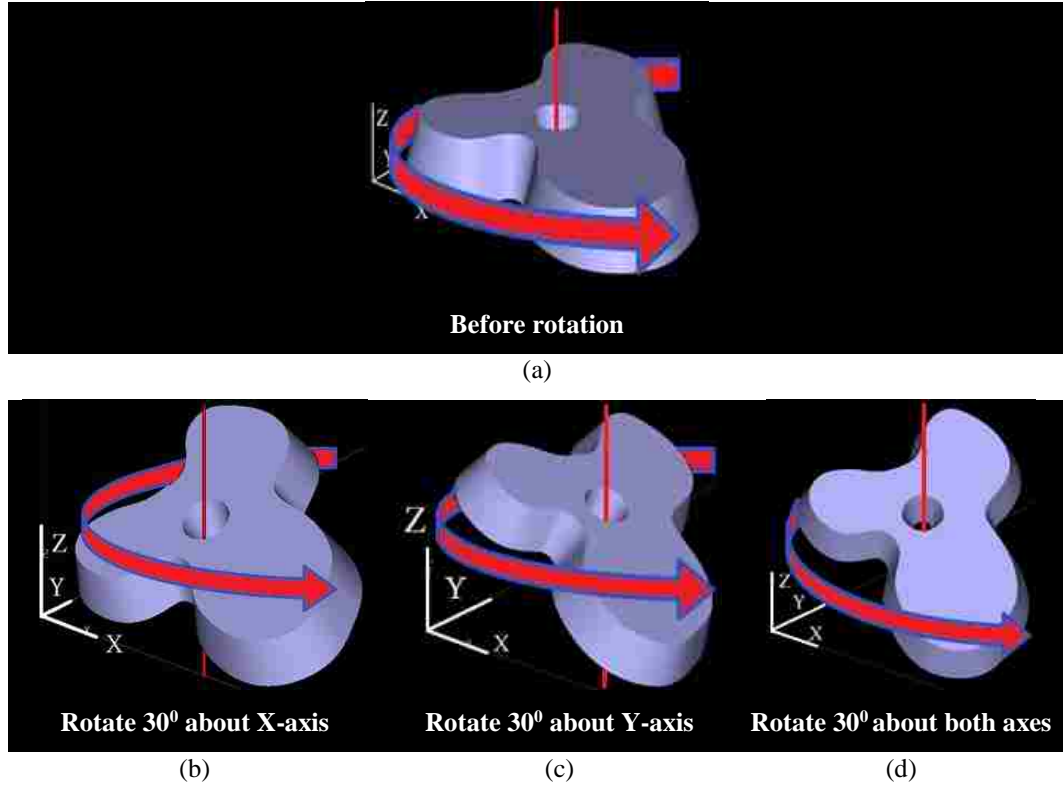 Z
Y
X
Before rotation
(a)
Z
Y
X
Z
Y
X
Z
Y
X
Rotate 30⁰ about X-axis
Rotate 30⁰ about Y-axis
Rotate 30⁰ about both axes
(b)
(c)
(d)